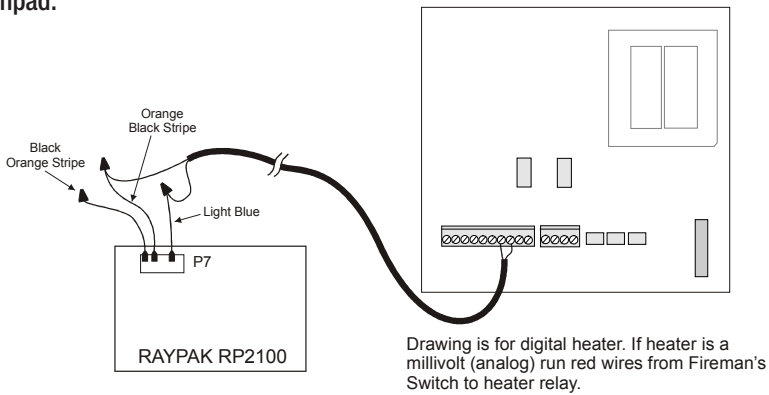 Orange
Black Stripe
Black
Orange Stripe
Light Blue
P7
RAYPAK RP2100
Drawing is for digital heater. If heater is a
millivolt (analog) run red wires from Fireman's
Switch to heater relay.